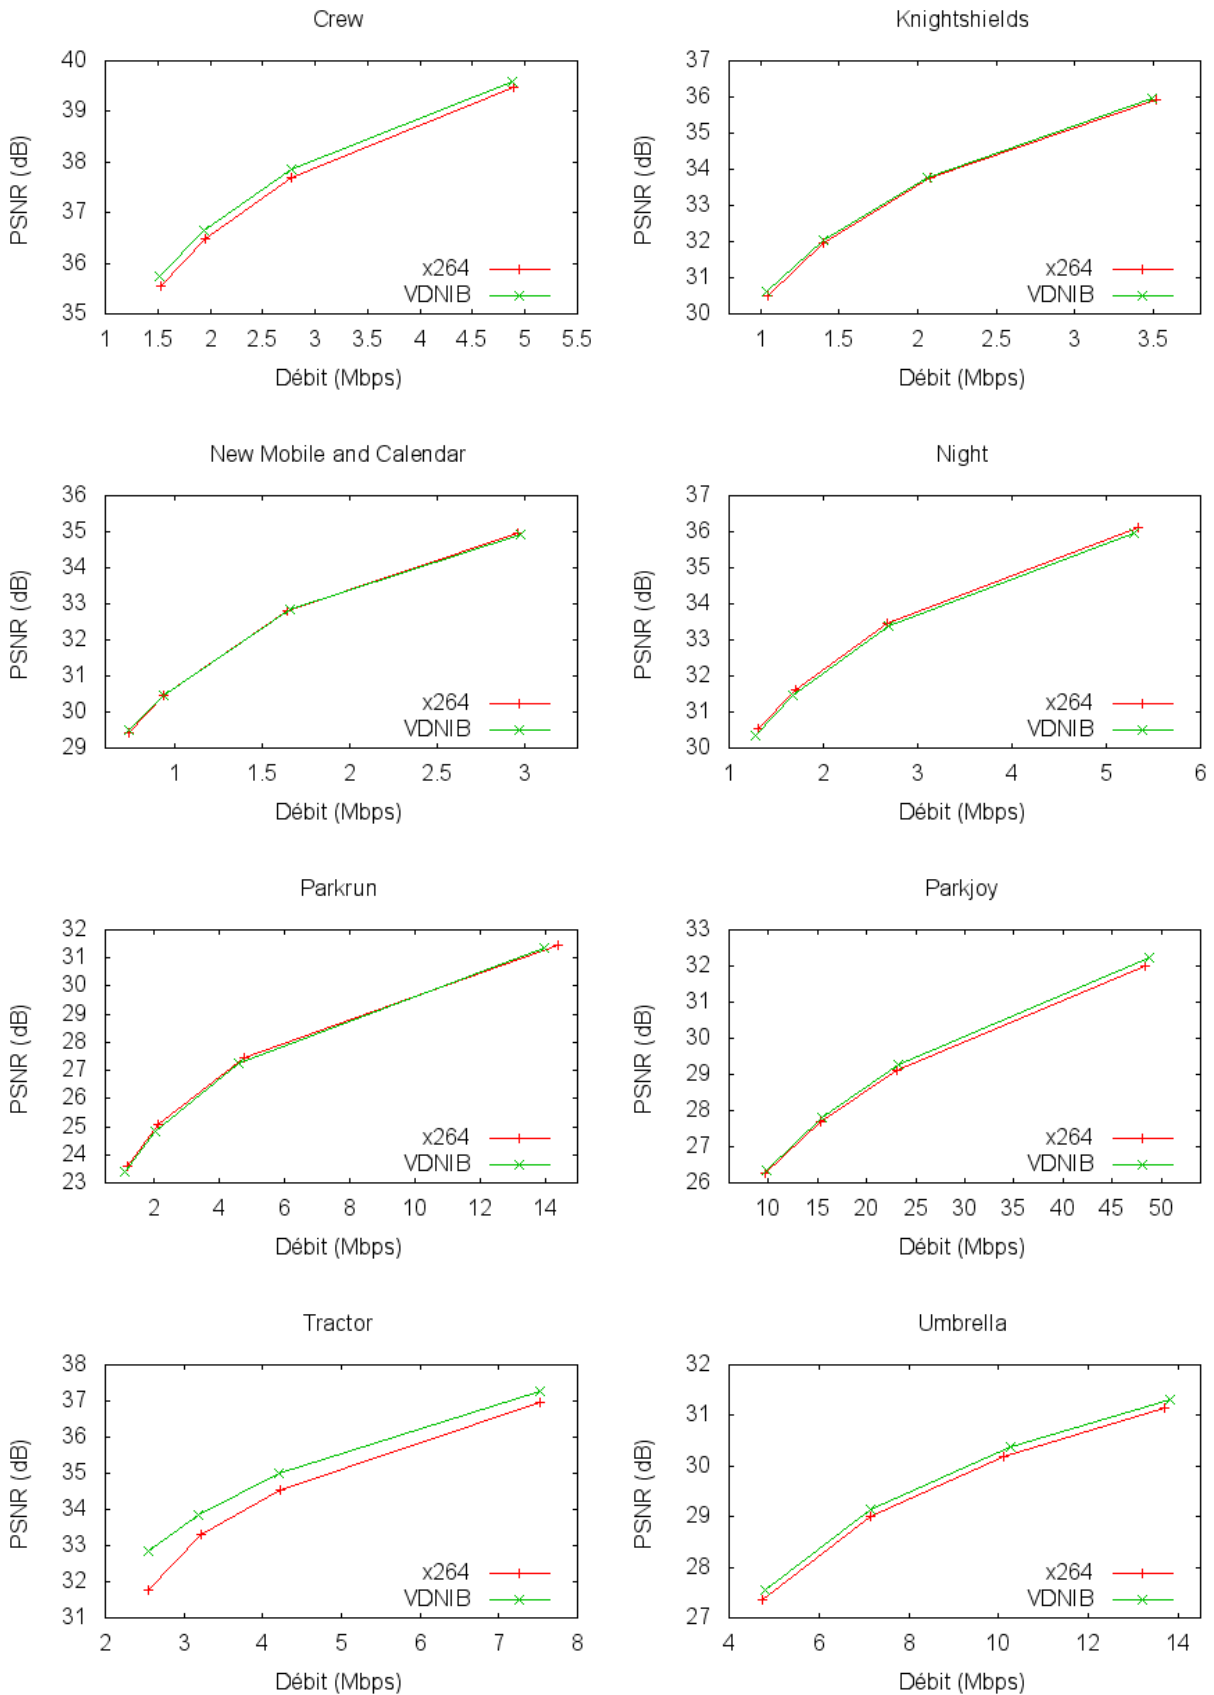 Crew
40
39
38
37
36
35
PSNR (dB)
x264
VDNIB
1 1.5 2 2.5 3 3.5 4 4.5 5 5.5
Débit (Mbps)
Knightshields
37
36
35
34
33
32
31
30
PSNR (dB)
x264
VDNIB
1 1.5 2 2.5 3 3.5
Débit (Mbps)
New Mobile and Calendar
36
35
34
33
32
31
30
29
PSNR (dB)
x264
VDNIB
1 1.5 2 2.5 3
Débit (Mbps)
Night
37
36
35
34
33
32
31
30
PSNR (dB)
x264
VDNIB
1 2 3 4 5 6
Débit (Mbps)
Parkrun
32
31
30
29
28
27
26
25
24
23
PSNR (dB)
x264
VDNIB
2 4 6 8 10 12 14
Débit (Mbps)
Parkjoy
33
32
31
30
29
28
27
26
PSNR (dB)
x264
VDNIB
10 15 20 25 30 35 40 45 50
Débit (Mbps)
Tractor
38
37
36
35
34
33
32
31
PSNR (dB)
x264
VDNIB
2 3 4 5 6 7 8
Débit (Mbps)
Umbrella
32
31
30
29
28
27
PSNR (dB)
x264
VDNIB
4 6 8 10 12 14
Débit (Mbps)